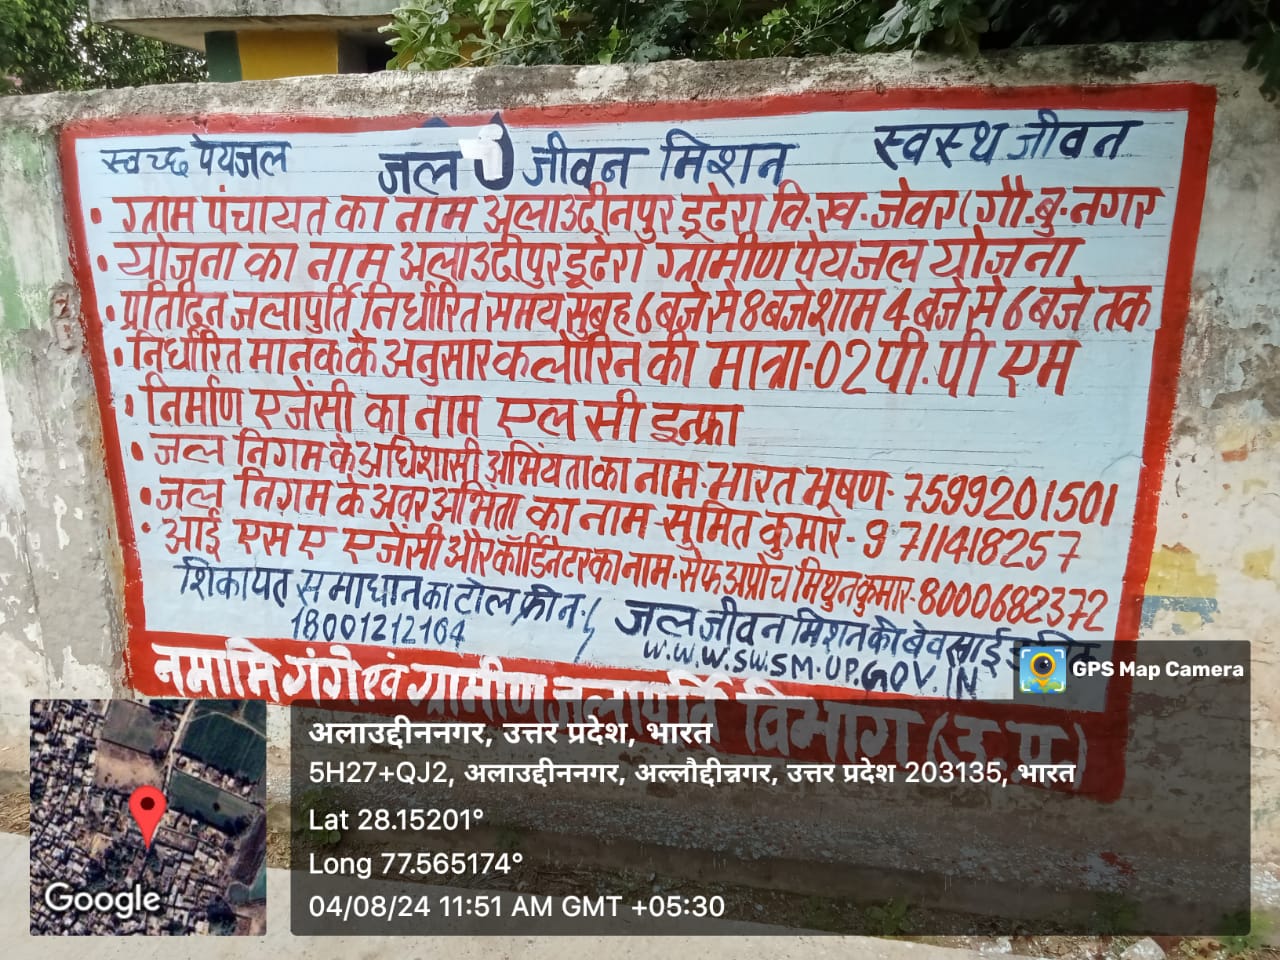 स्वच्छ पेयजल जल जीवन मिशन स्वस्थ जीवन
• ग्राम पंचायत का नाम अलाउद्दीनपुर डूढेरा वि.ख. जेवर (गौ.बु.नगर
• योजना का नाम अलाउदीपुर डूढेरा ग्रामीण पेयजल योजना
• प्रतिदिन जलापुर्ति निर्धारित समय सुबह 6 बजे से 8 बजे शाम 4 बजे से 6 बजे तक
• निर्धारित मानक के अनुसार कलोरिन की मात्रा-02 पी.पी एम
• निर्माण एजेंसी का नाम एल सी इन्फ्रा
• जल निगम के अधिशासी अभियंता का नाम-भारत भूषण- 7599201501
• जल निगम के अवर अभिंता का नाम-सुमित कुमार- 9711418257
• आई एस ए एजेंसी और कॉर्डिनेटर का नाम-सेफ अप्रोच मिथुन कुमार-8000682372
शिकायत समाधान का टोल फ्री न-/ जल जीवन मिशन की बेवसाई
18001212164 W.W.W.SWSM.UP.GOV.IN
नमामि गंगे एवं ग्रामीण जलापुर्ति विभाग (उ.प्र.)
GPS Map Camera
अलाउद्दीननगर, उत्तर प्रदेश, भारत
5H27+QJ2, अलाउद्दीननगर, अल्लौद्दीन्नगर, उत्तर प्रदेश 203135, भारत
Lat 28.15201°
Long 77.565174°
04/08/24 11:51 AM GMT +05:30
Google